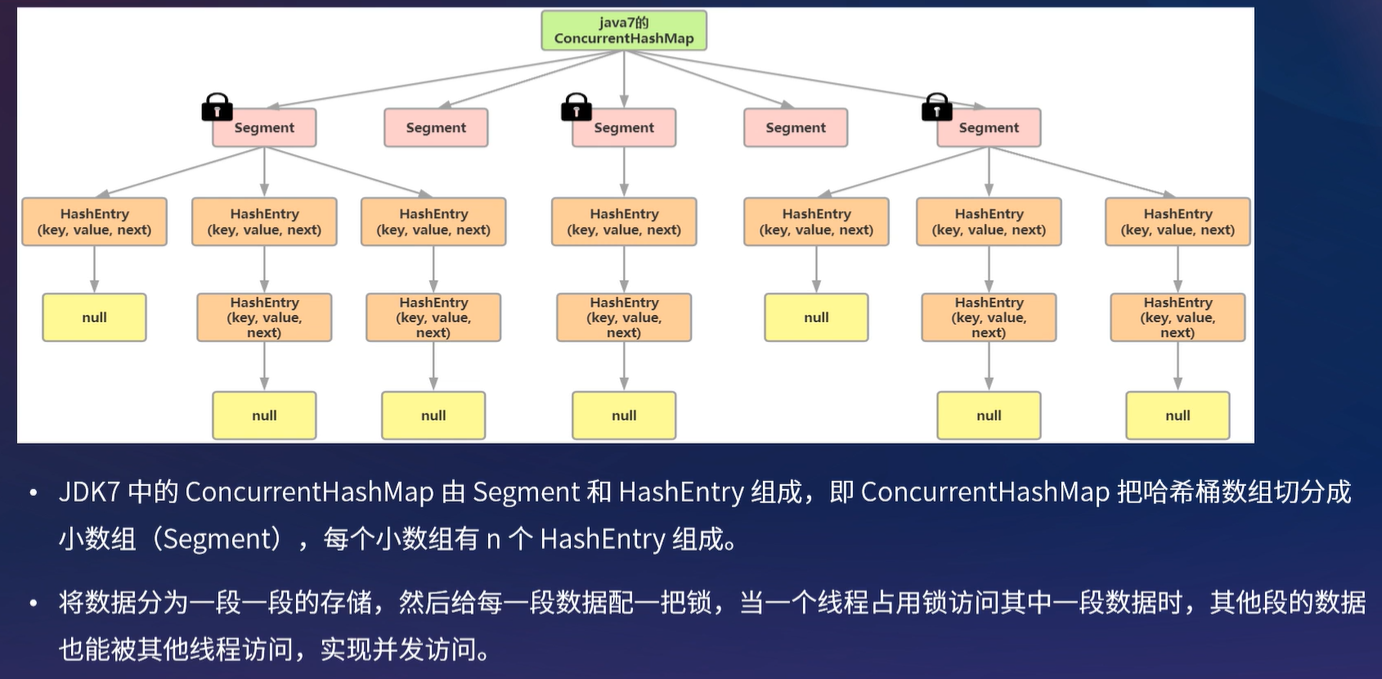 java7的
ConcurrentHashMap
Segment
Segment
Segment
Segment
Segment
HashEntry
(key, value, next)
HashEntry
(key, value, next)
HashEntry
(key, value, next)
HashEntry
(key, value, next)
HashEntry
(key, value, next)
HashEntry
(key, value, next)
HashEntry
(key, value, next)
null
HashEntry
(key, value,
next)
HashEntry
(key, value,
next)
HashEntry
(key, value,
next)
null
HashEntry
(key, value,
next)
HashEntry
(key, value,
next)
null
null
null
null
null
• JDK7 中的 ConcurrentHashMap 由 Segment 和 HashEntry 组成，即 ConcurrentHashMap 把哈希桶数组切分成
小数组（Segment），每个小数组有 n 个 HashEntry 组成。
• 将数据分为一段一段的存储，然后给每一段数据配一把锁，当一个线程占用锁访问其中一段数据时，其他段的数据
也能被其他线程访问，实现并发访问。